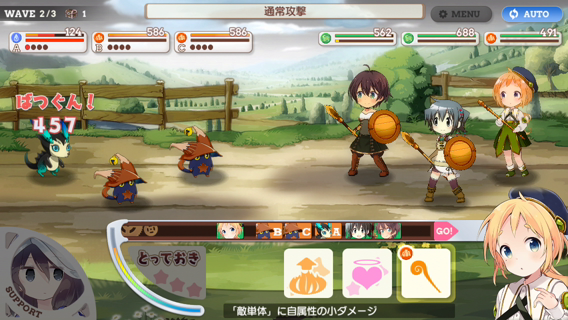 WAVE 2/3 1
通常攻撃
MENU
AUTO
A 124
B 586
C 586
562
688
491
ばつぐん!
457
B C A
GO!
とっておき
SUPPORT
「敵単体」に自属性の小ダメージ